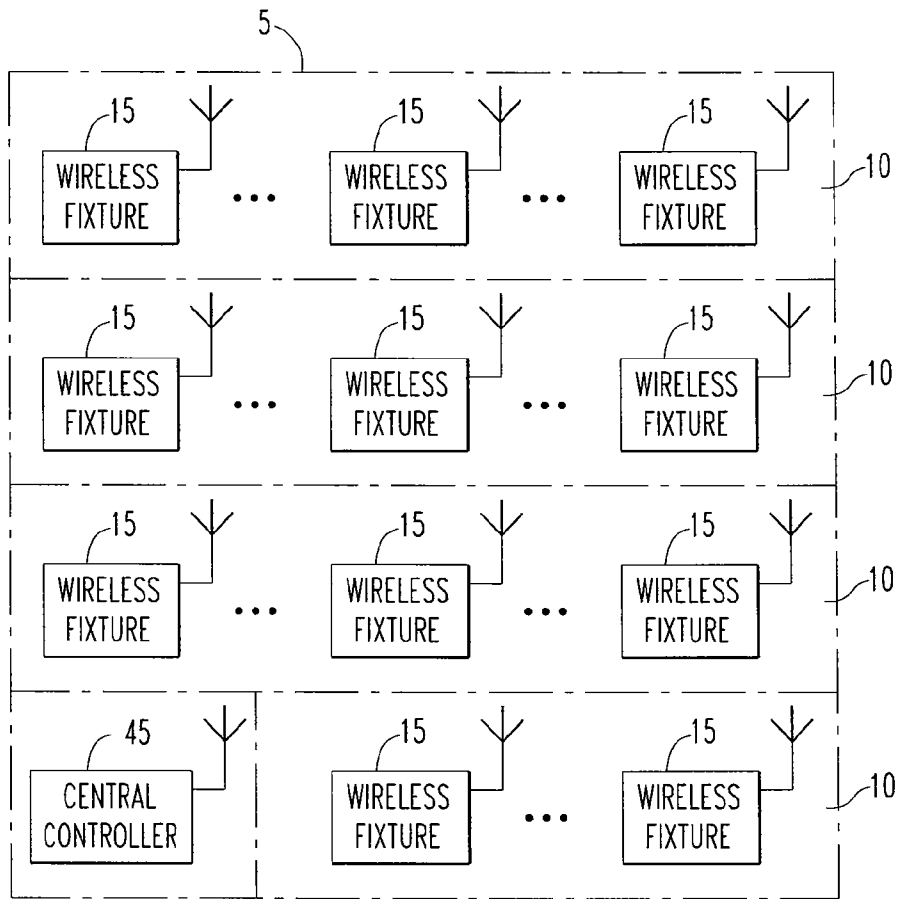 5
15 15 15
WIRELESS FIXTURE ... WIRELESS FIXTURE ... WIRELESS FIXTURE 10
15 15 15
WIRELESS FIXTURE ... WIRELESS FIXTURE ... WIRELESS FIXTURE 10
15 15 15
WIRELESS FIXTURE ... WIRELESS FIXTURE ... WIRELESS FIXTURE 10
45 15 15
CENTRAL CONTROLLER WIRELESS FIXTURE ... WIRELESS FIXTURE 10